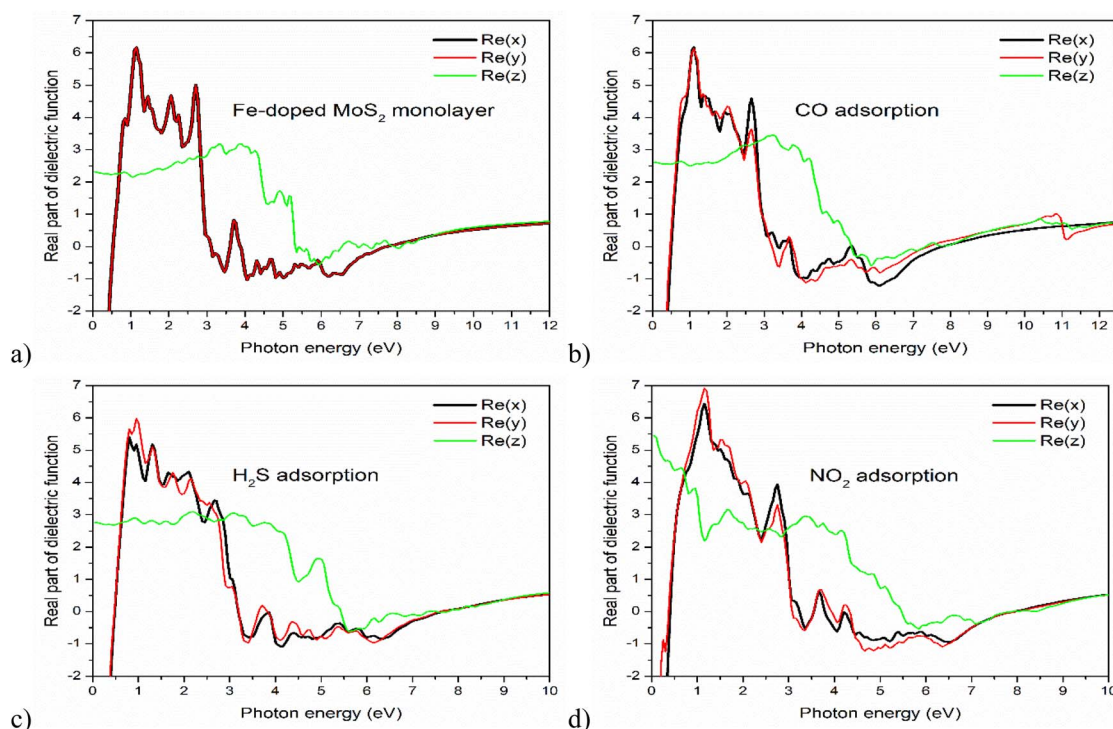 Real part of dielectric function
7
6
5
4
3
2
1
0
-1
-2
Re(x)
Re(y)
Re(z)
Fe-doped MoS2 monolayer
0 1 2 3 4 5 6 7 8 9 10 11 12
Photon energy (eV)
a)
Real part of dielectric function
7
6
5
4
3
2
1
0
-1
-2
Re(x)
Re(y)
Re(z)
CO adsorption
0 1 2 3 4 5 6 7 8 9 10 11 12
Photon energy (eV)
b)
Real part of dielectric function
7
6
5
4
3
2
1
0
-1
-2
Re(x)
Re(y)
Re(z)
H2S adsorption
0 1 2 3 4 5 6 7 8 9 10
Photon energy (eV)
c)
Real part of dielectric function
7
6
5
4
3
2
1
0
-1
-2
Re(x)
Re(y)
Re(z)
NO2 adsorption
0 1 2 3 4 5 6 7 8 9 10
Photon energy (eV)
d)